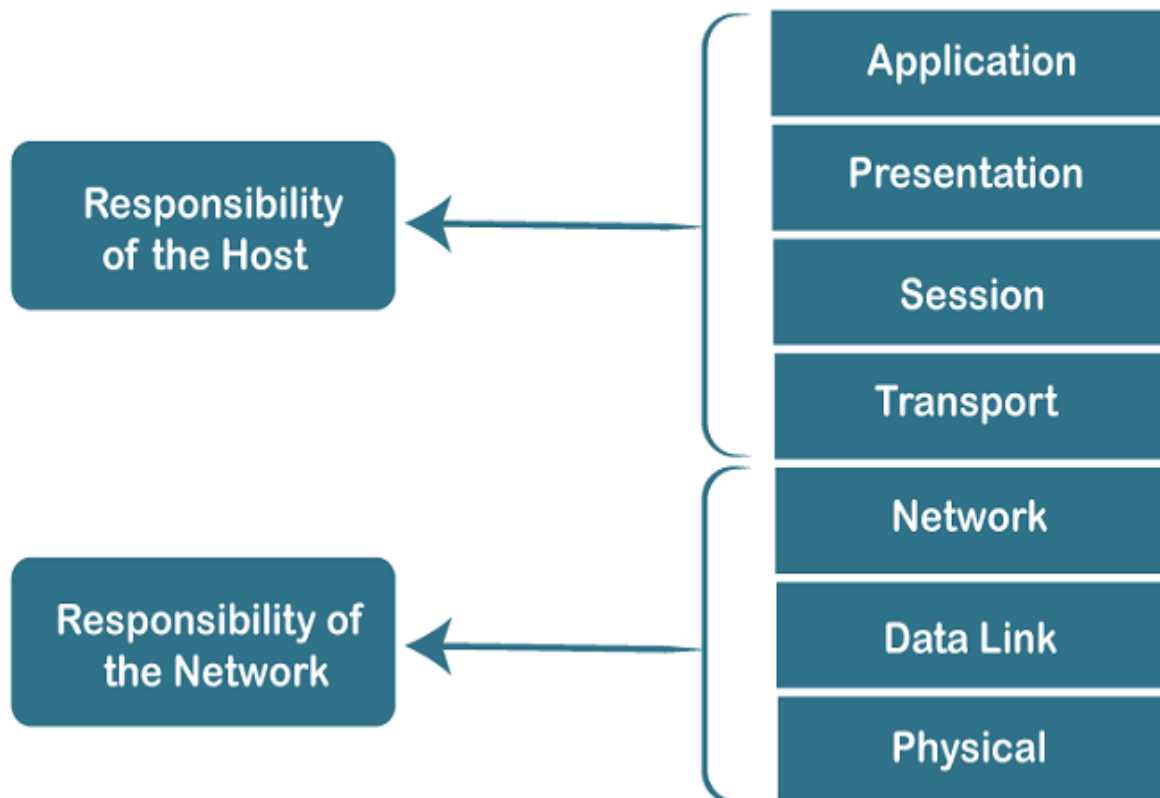 Application
Presentation
Responsibility
of the Host
Session
Transport
Network
Responsibility of
the Network
Data Link
Physical